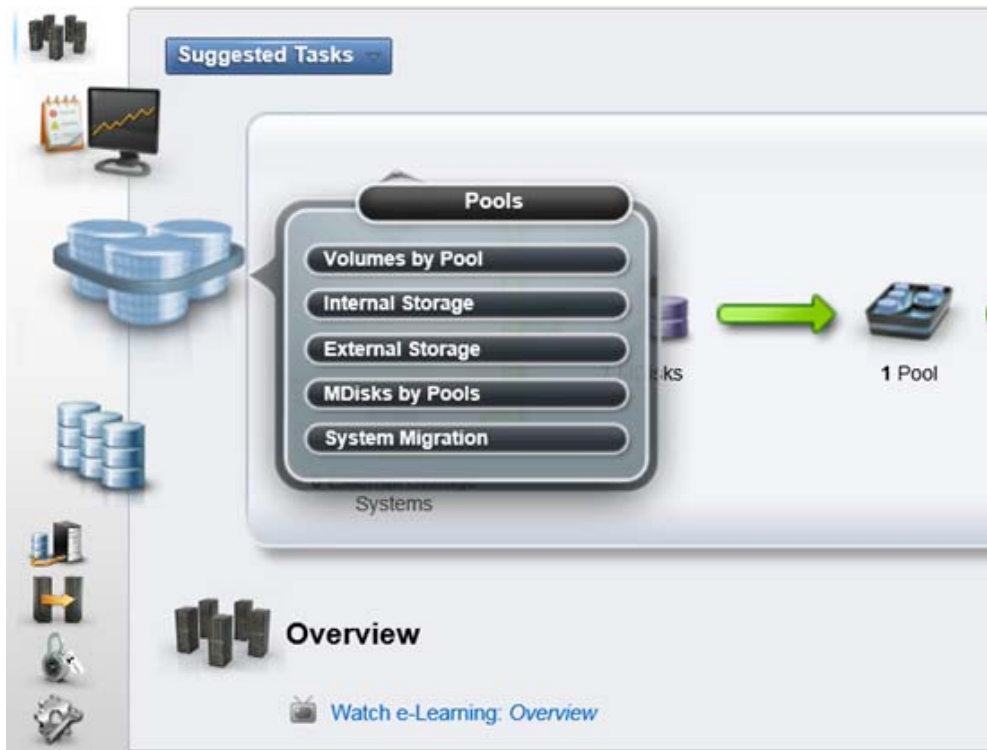 Suggested Tasks
Pools
Volumes by Pool
Internal Storage
External Storage
MDisks by Pools
System Migration
1 Pool
Systems
Overview
Watch e-Learning: Overview